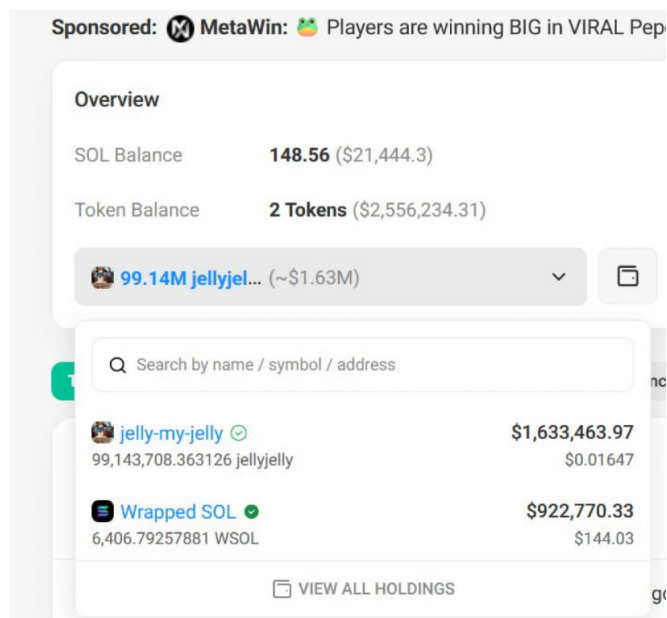 Sponsored: MetaWin: 🐸 Players are winning BIG in VIRAL Pep
Overview
SOL Balance 148.56 ($21,444.3)
Token Balance 2 Tokens ($2,556,234.31)
99.14M jellyjel... (~$1.63M)
Search by name / symbol / address
jelly-my-jelly $1,633,463.97
99,143,708.363126 jellyjelly $0.01647
Wrapped SOL $922,770.33
6,406.79257881 WSOL $144.03
VIEW ALL HOLDINGS